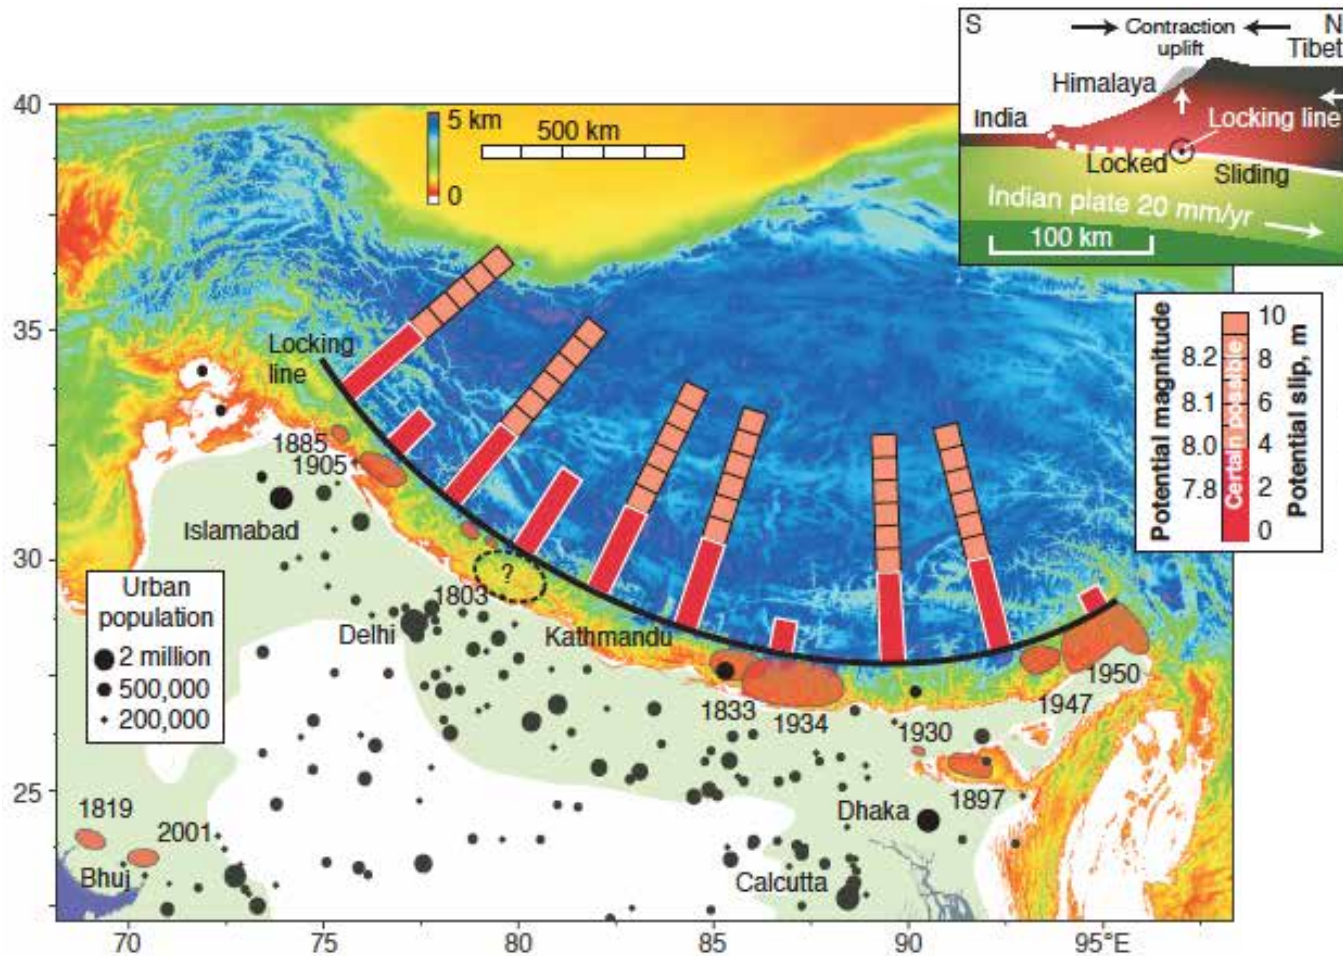 S
Contraction
uplift
N
Tibet
Himalaya
India
Locking line
Locked
Sliding
Indian plate 20 mm/yr
100 km
40
35
30
25
5 km
0
500 km
Locking
line
1885
1905
Islamabad
?
1803
Delhi
Kathmandu
1833
1934
1930
1947
1950
1897
Dhaka
Calcutta
1819
2001
Bhuj
Urban
population
2 million
500,000
200,000
Potential magnitude
8.2
8.1
8.0
7.8
Certain possible
10
8
6
4
2
0
Potential slip, m
70
75
80
85
90
95°E